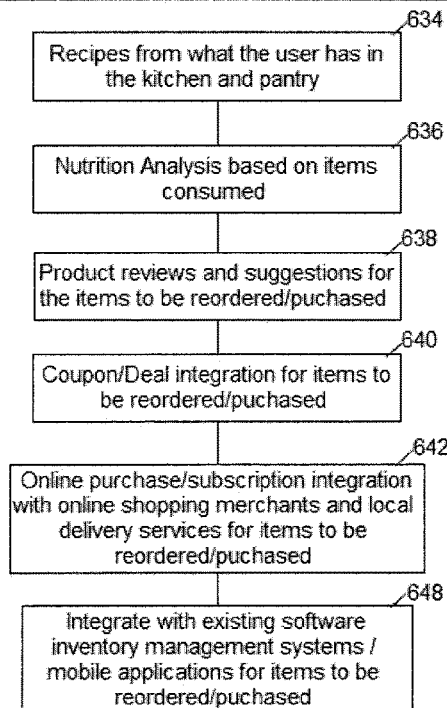 634
Recipes from what the user has in
the kitchen and pantry
636
Nutrition Analysis based on items
consumed
638
Product reviews and suggestions for
the items to be reordered/puchased
640
Coupon/Deal integration for items to
be reordered/puchased
642
Online purchase/subscription integration
with online shopping merchants and local
delivery services for items to be
reordered/puchased
648
Integrate with existing software
inventory management systems /
mobile applications for items to be
reordered/puchased